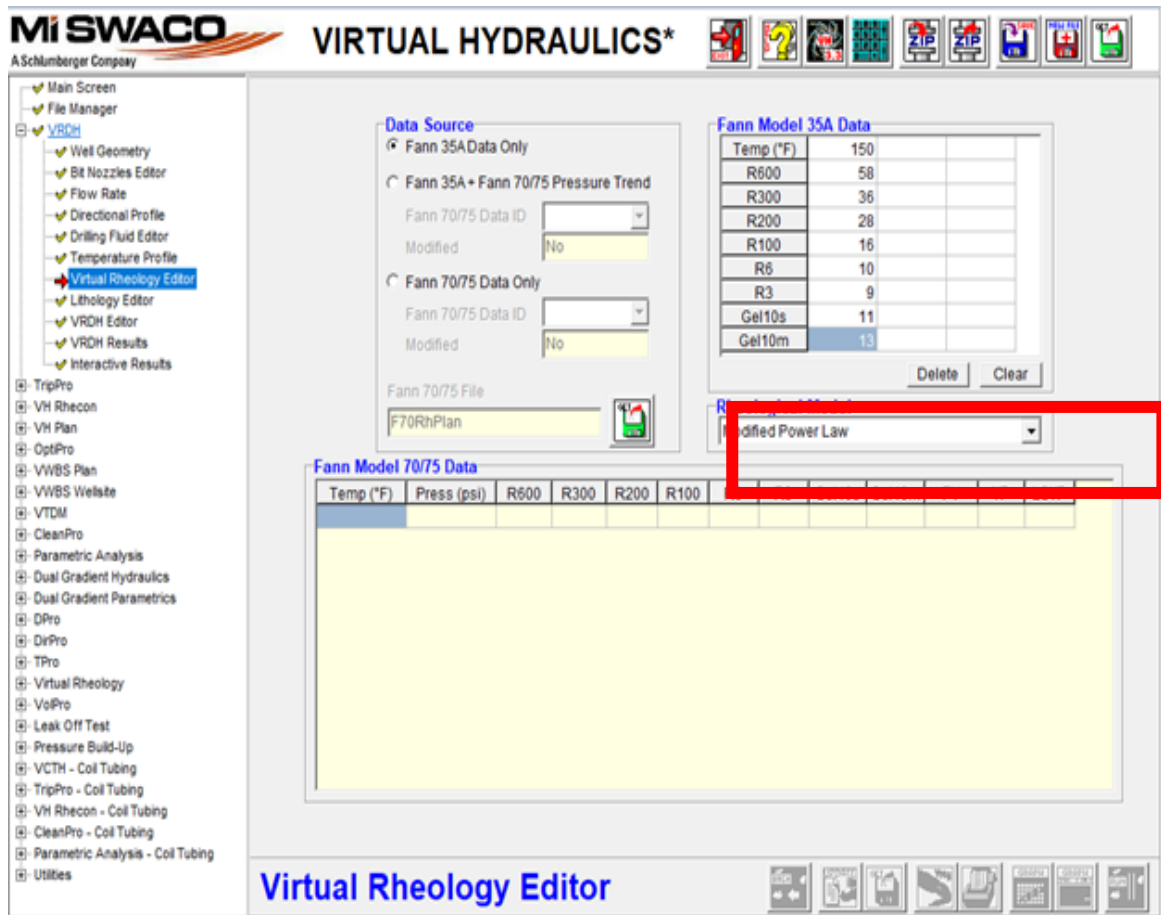 Mi SWACO
A Schlumberger Company
VIRTUAL HYDRAULICS*
EXIT
ZIP
ZIP
SAVE
NEW FILE
GET
Main Screen
File Manager
VRDH
Well Geometry
Bit Nozzles Editor
Flow Rate
Directional Profile
Drilling Fluid Editor
Temperature Profile
Virtual Rheology Editor
Lithology Editor
VRDH Editor
VRDH Results
Interactive Results
TripPro
VH Rhecon
VH Plan
OptiPro
VWBS Plan
VWBS Wellsite
VTDM
CleanPro
Parametric Analysis
Dual Gradient Hydraulics
Dual Gradient Parametrics
DPro
DirPro
TPro
Virtual Rheology
VolPro
Leak Off Test
Pressure Build-Up
VCTH - Coil Tubing
TripPro - Coil Tubing
VH Rhecon - Coil Tubing
CleanPro - Coil Tubing
Parametric Analysis - Coil Tubing
Utilities
Data Source
Fann 35A Data Only
Fann 35A + Fann 70/75 Pressure Trend
Fann 70/75 Data ID
Modified No
Fann 70/75 Data Only
Fann 70/75 Data ID
Modified No
Fann 70/75 File
F70RhPlan
Fann Model 35A Data
Temp (°F) 150
R600 58
R300 36
R200 28
R100 16
R6 10
R3 9
Gel10s 11
Gel10m 13
Delete Clear
Modified Power Law
Fann Model 70/75 Data
Temp (°F) Press (psi) R600 R300 R200 R100
Virtual Rheology Editor